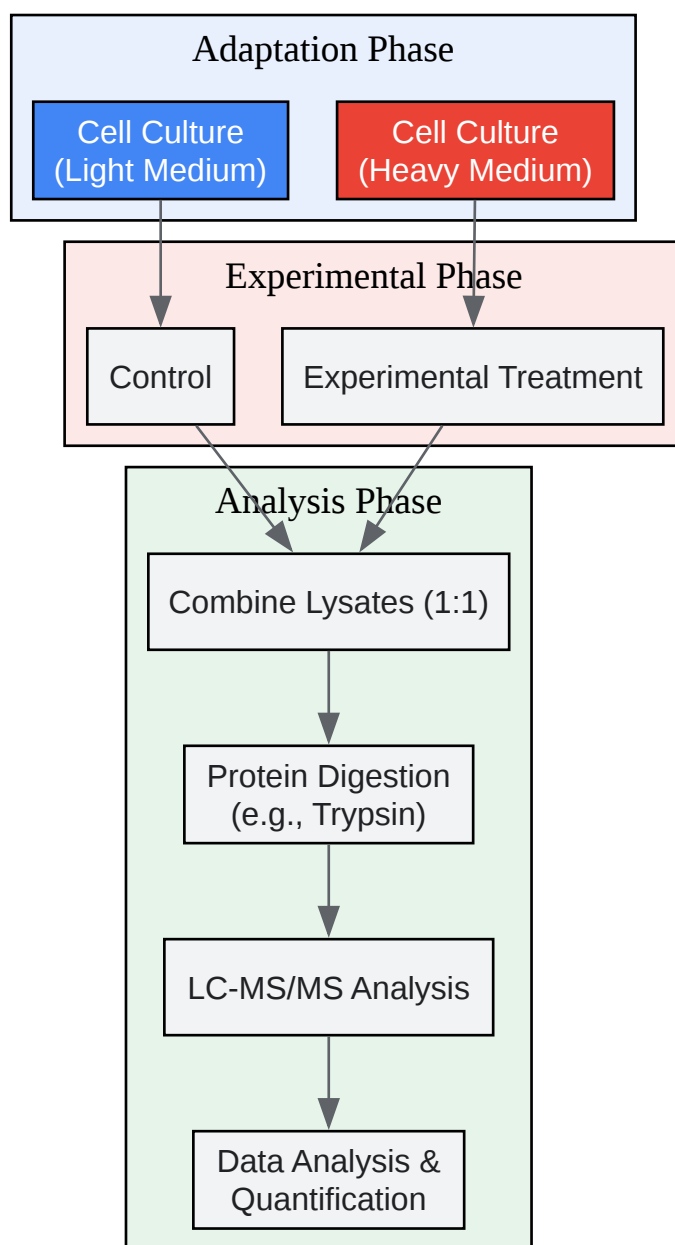 Adaptation Phase
Cell Culture
(Light Medium)
Cell Culture
(Heavy Medium)
Experimental Phase
Control
Experimental Treatment
Analysis Phase
Combine Lysates (1:1)
Protein Digestion
(e.g., Trypsin)
LC-MS/MS Analysis
Data Analysis &
Quantification